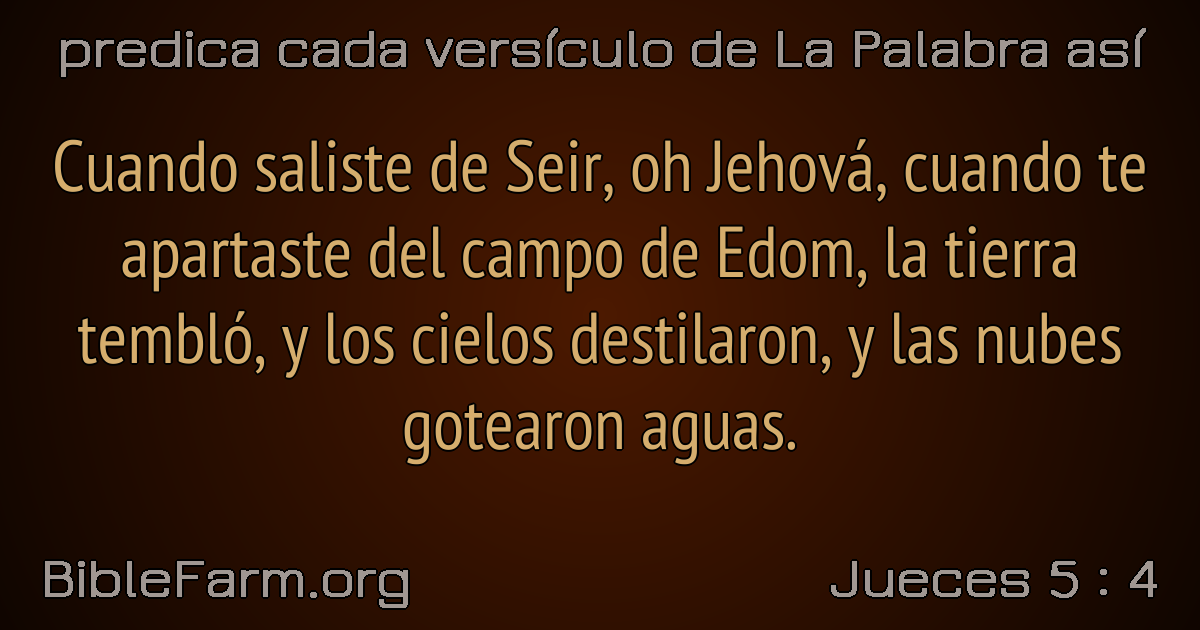 predica cada versículo de La Palabra así
Cuando saliste de Seir, oh Jehová, cuando te
apartaste del campo de Edom, la tierra
tembló, y los cielos destilaron, y las nubes
gotearon aguas.
BibleFarm.org
Jueces 5 : 4